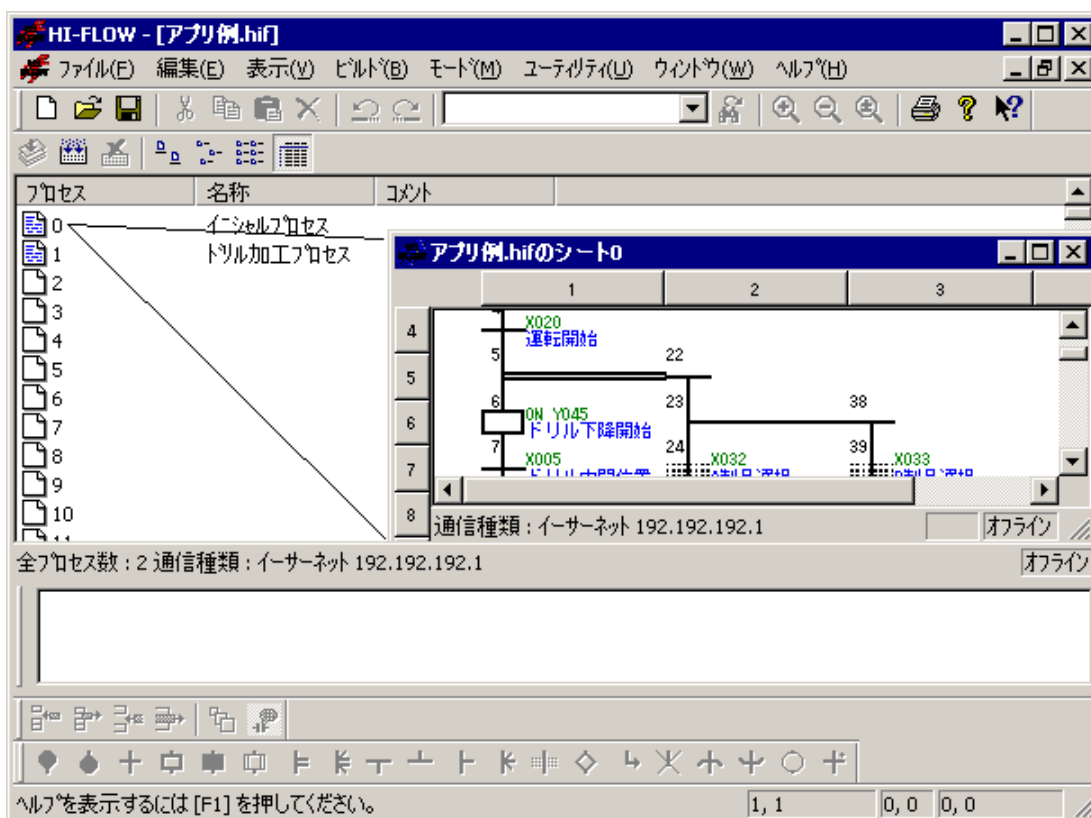 HI-FLOW - [アプリ例.hif]
ファイル(F) 編集(E) 表示(V) ビルド(B) モード(M) ユーティリティ(U) ウィンドウ(W) ヘルプ(H)
プロセス 名称 コメント
0 イニシャルプロセス
1 ドリル加工プロセス
2
3
4
5
6
7
8
9
10
11
アプリ例.hifのシート0
1 2 3
4 X020
運転開始
5 22
5
6 23 38
6 ON Y045
ドリル下降開始
7 24 39
7 X005 X032 X033
ドリル中間位置
8
通信種類：イーサーネット 192.192.192.1 オフライン
全プロセス数：2 通信種類：イーサーネット 192.192.192.1 オフライン
ヘルプを表示するには [F1] を押してください。 1, 1 0, 0 0, 0